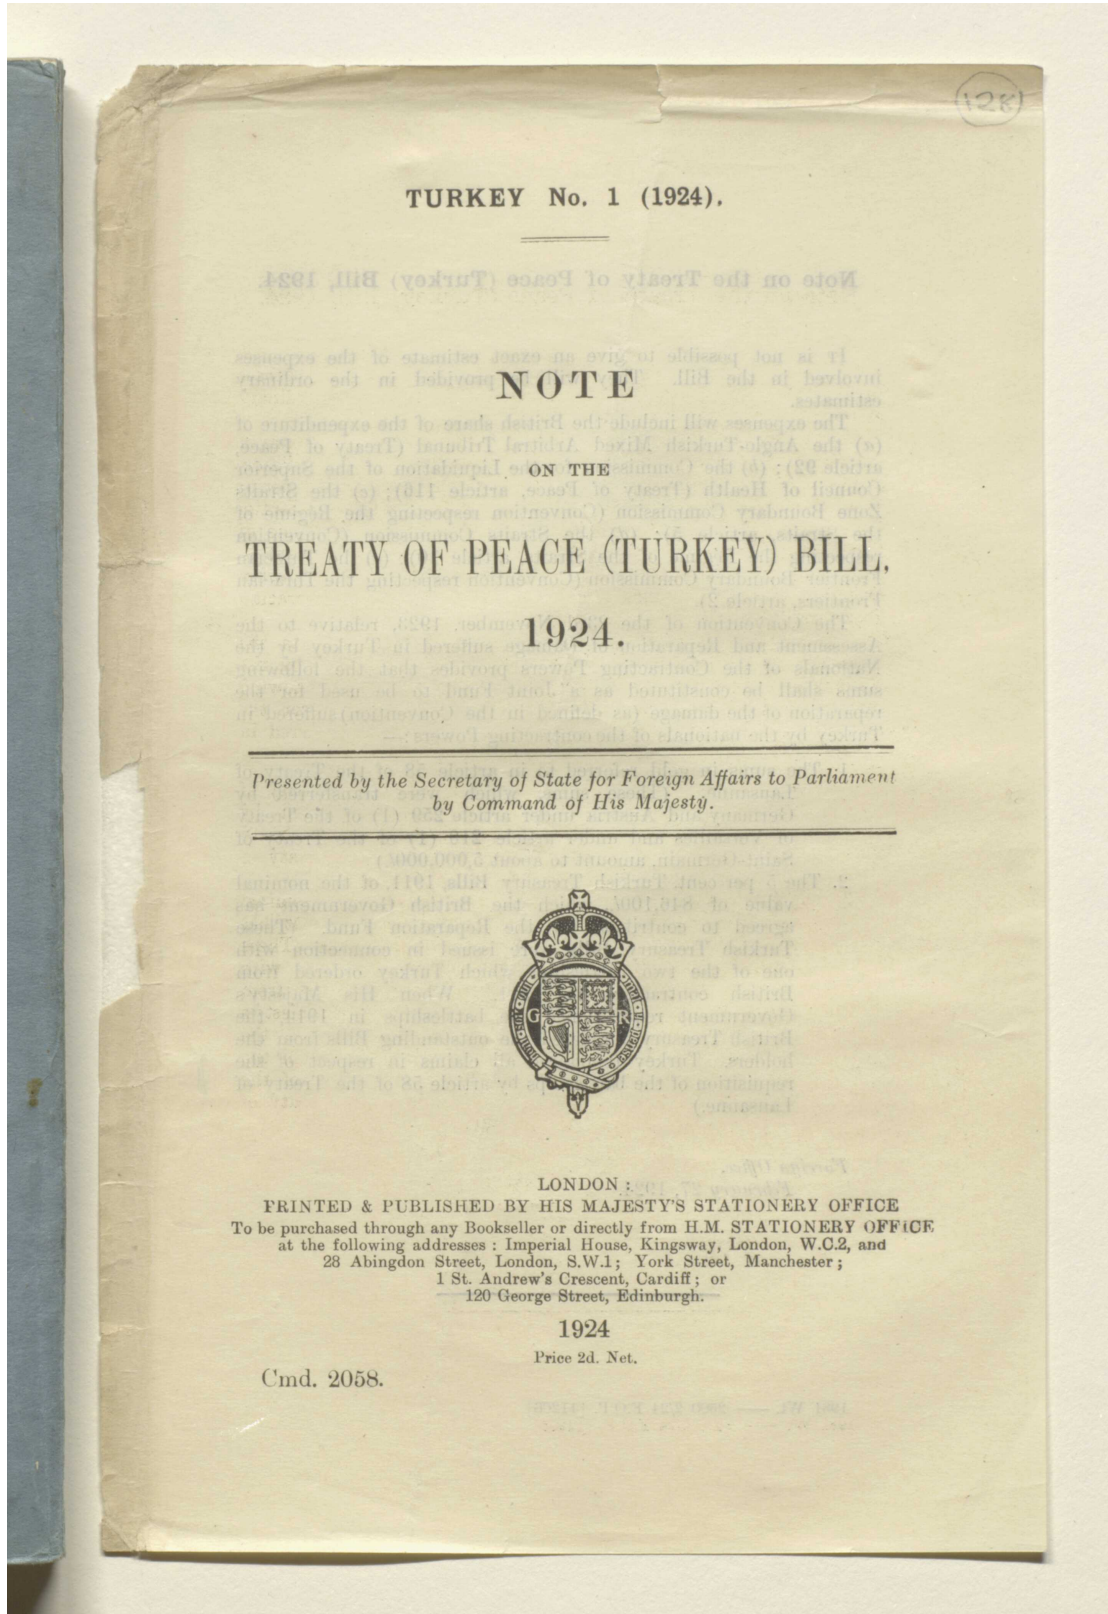 128
TURKEY No. 1 (1924).
NOTE
ON THE
TREATY OF PEACE (TURKEY) BILL,
1924.
Presented by the Secretary of State for Foreign Affairs to Parliament
by Command of His Majesty.
G R
LONDON :
PRINTED & PUBLISHED BY HIS MAJESTY'S STATIONERY OFFICE
To be purchased through any Bookseller or directly from H.M. STATIONERY OFFICE
at the following addresses : Imperial House, Kingsway, London, W.C.2, and
28 Abingdon Street, London, S.W.1; York Street, Manchester;
1 St. Andrew's Crescent, Cardiff; or
120 George Street, Edinburgh.
1924
Price 2d. Net.
Cmd. 2058.